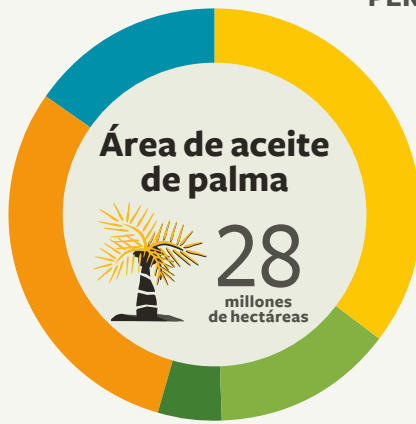 Área de aceite
de palma
28
millones
de hectáreas